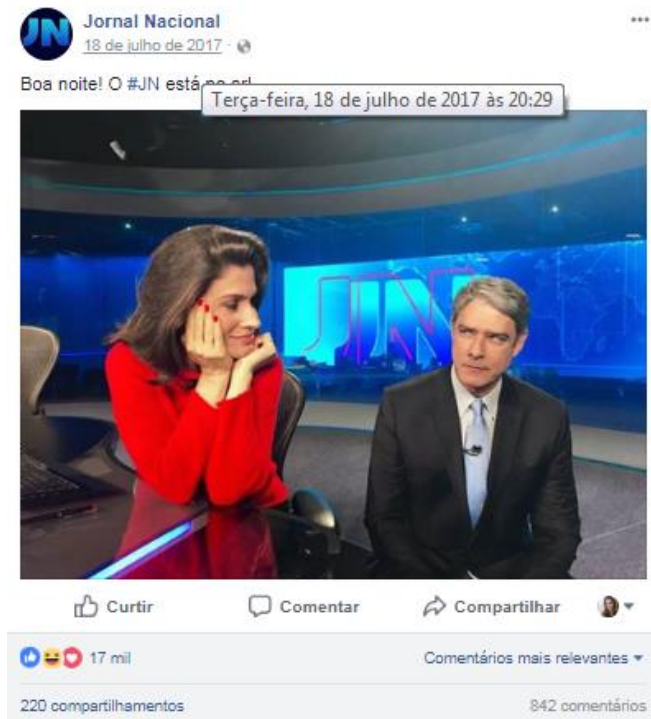 JN
Jornal Nacional
18 de julho de 2017
Boa noite! O #JN está
Terça-feira, 18 de julho de 2017 às 20:29
JN
Curtir
Comentar
Compartilhar
17 mil
Comentários mais relevantes
220 compartilhamentos
842 comentários